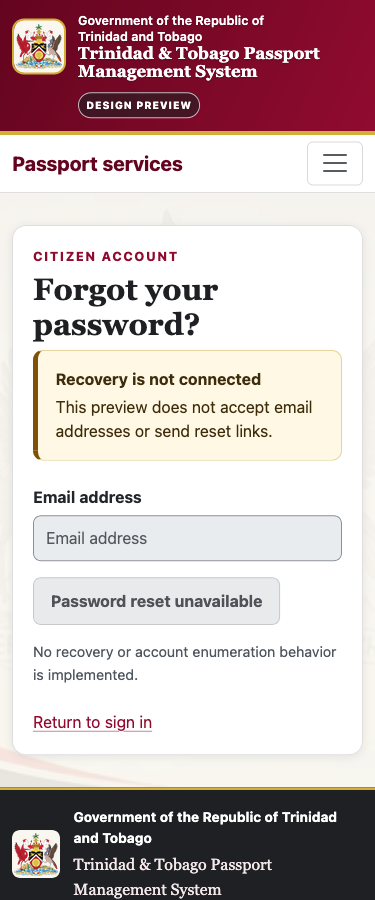 Government of the Republic of
Trinidad and Tobago
Trinidad & Tobago Passport
Management System
DESIGN PREVIEW
Passport services
CITIZEN ACCOUNT
Forgot your
password?
Recovery is not connected
This preview does not accept email
addresses or send reset links.
Email address
Email address
Password reset unavailable
No recovery or account enumeration behavior
is implemented.
Return to sign in
Government of the Republic of Trinidad
and Tobago
Trinidad & Tobago Passport
Management System